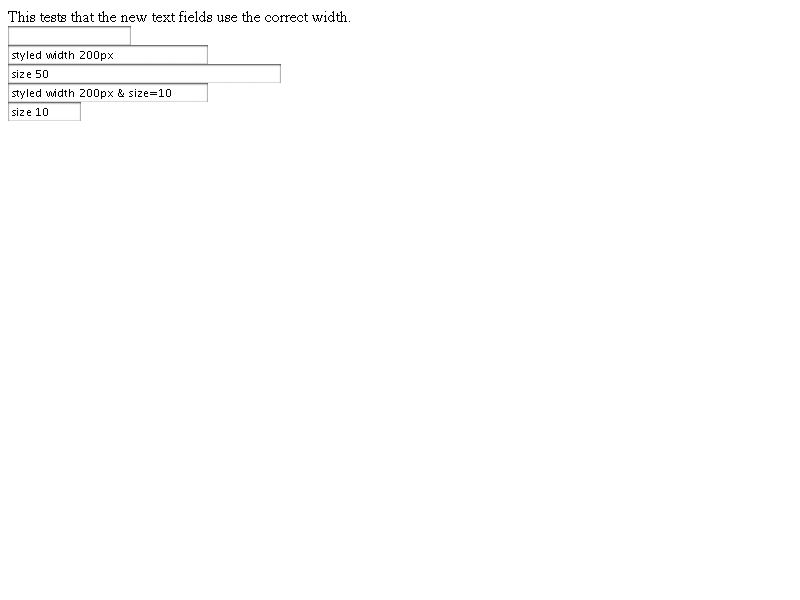 This tests that the new text fields use the correct width.
styled width 200px
size 50
styled width 200px & size=10
size 10